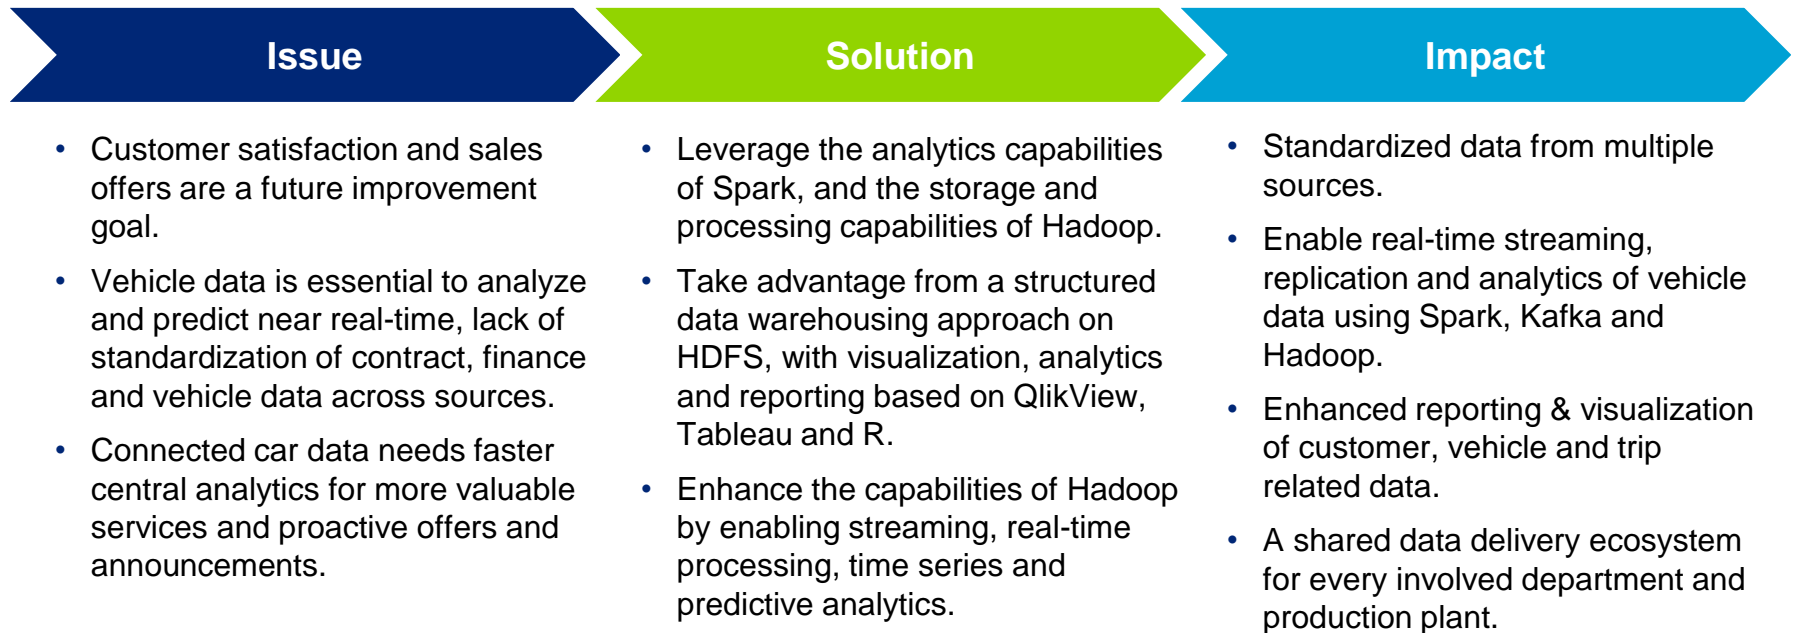 Issue
Solution
Impact
• Customer satisfaction and sales
offers are a future improvement
goal.
• Vehicle data is essential to analyze
and predict near real-time, lack of
standardization of contract, finance
and vehicle data across sources.
• Connected car data needs faster
central analytics for more valuable
services and proactive offers and
announcements.
• Leverage the analytics capabilities
of Spark, and the storage and
processing capabilities of Hadoop.
• Take advantage from a structured
data warehousing approach on
HDFS, with visualization, analytics
and reporting based on QlikView,
Tableau and R.
• Enhance the capabilities of Hadoop
by enabling streaming, real-time
processing, time series and
predictive analytics.
• Standardized data from multiple
sources.
• Enable real-time streaming,
replication and analytics of vehicle
data using Spark, Kafka and
Hadoop.
• Enhanced reporting & visualization
of customer, vehicle and trip
related data.
• A shared data delivery ecosystem
for every involved department and
production plant.